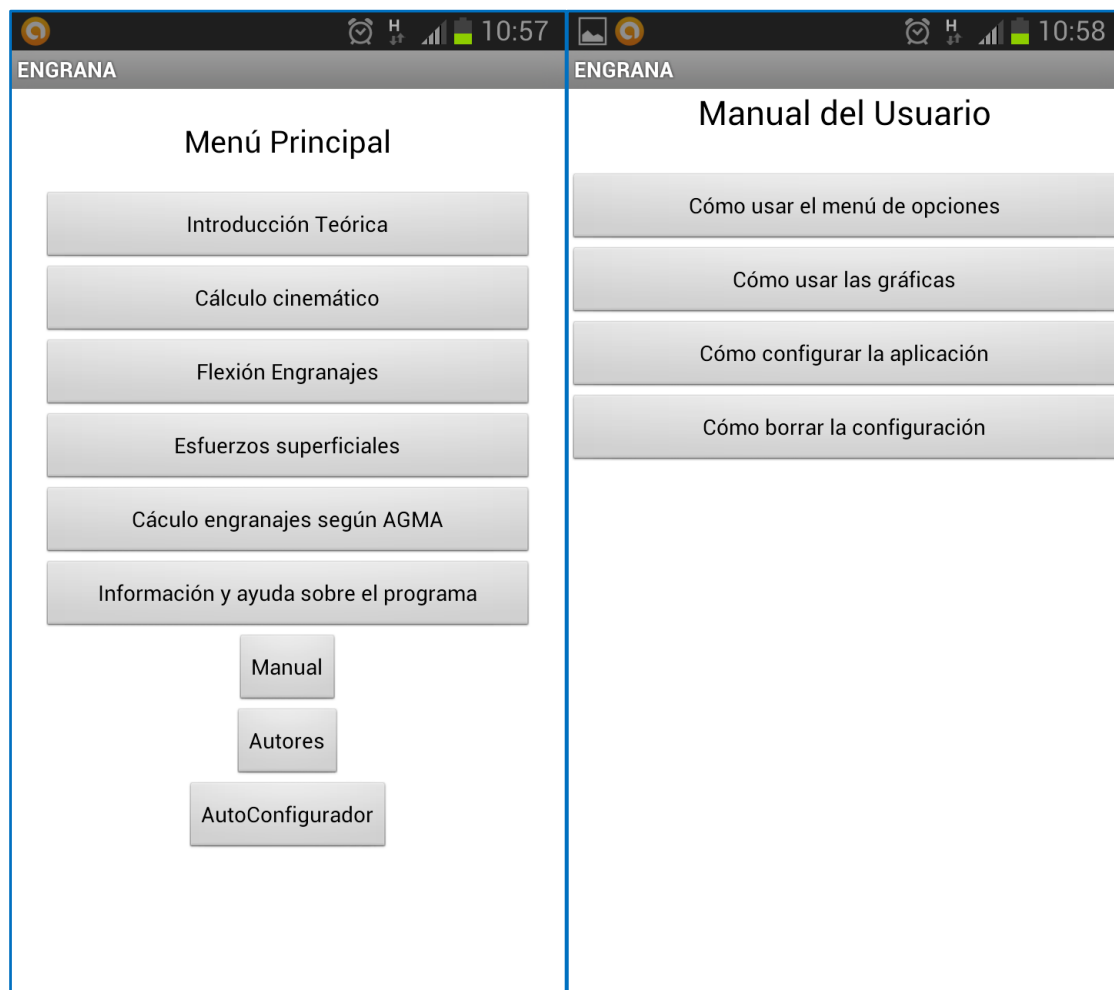 H 10:57
ENGRANA
Menú Principal
Introducción Teórica
Cálculo cinemático
Flexión Engranajes
Esfuerzos superficiales
Cáculo engranajes según AGMA
Información y ayuda sobre el programa
Manual
Autores
AutoConfigurador
H 10:58
ENGRANA
Manual del Usuario
Cómo usar el menú de opciones
Cómo usar las gráficas
Cómo configurar la aplicación
Cómo borrar la configuración